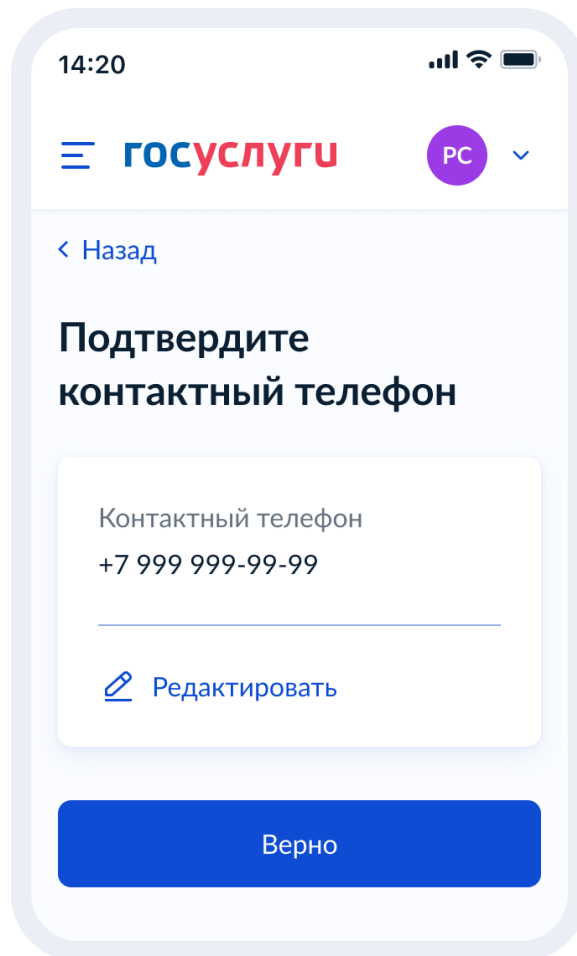 14:20
госуслуги
РС
Назад
Подтвердите
контактный телефон
Контактный телефон
+7 999 999-99-99
Редактировать
Верно